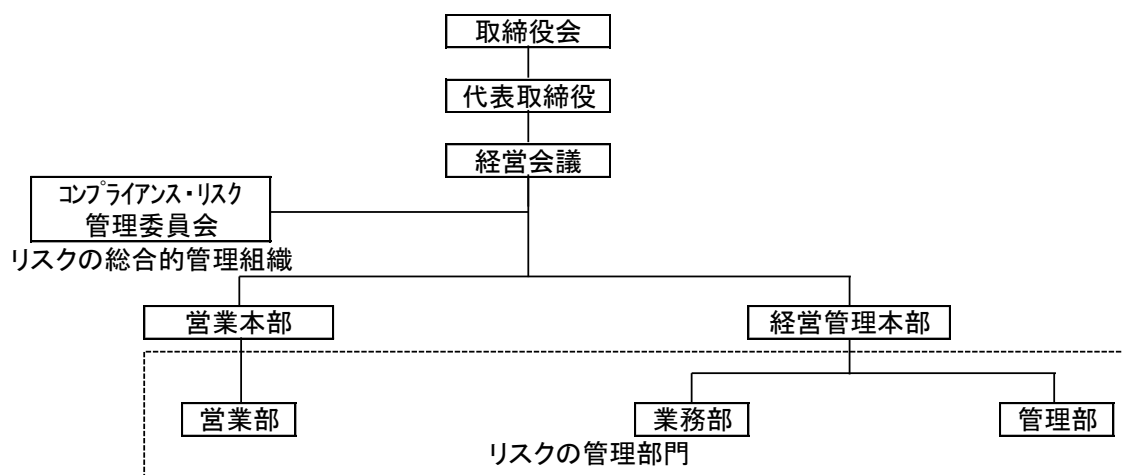 取締役会
代表取締役
経営会議
コンプライアンス・リスク
管理委員会
リスクの総合的管理組織
営業本部
経営管理本部
営業部
業務部
管理部
リスクの管理部門